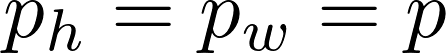 $p_h = p_w = p$